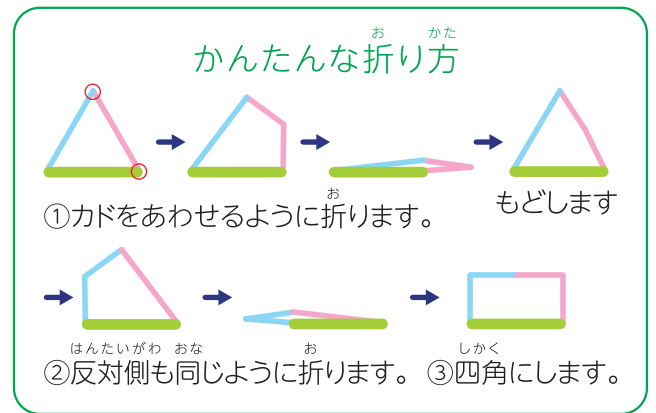 かんたんな折り方
お かた
①カドをあわせるように折ります。
お
もどします
②反対側も同じように折ります。
はんたいがわ おな お
③四角にします。
しかく